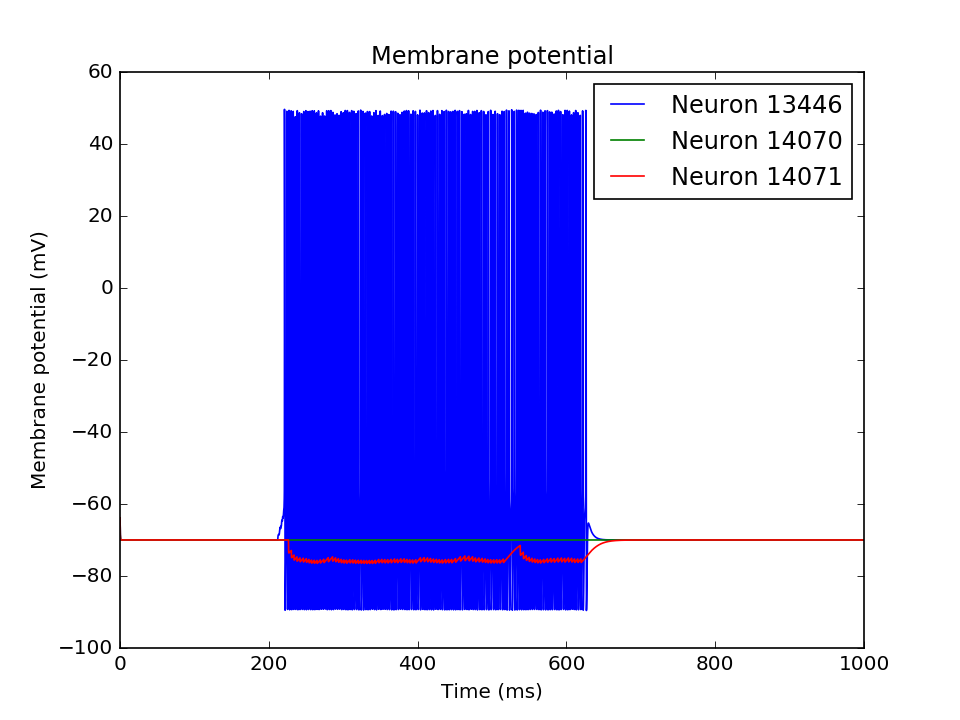 Membrane potential
Neuron 13446
Neuron 14070
Neuron 14071
Membrane potential (mV)
60
40
20
0
−20
−40
−60
−80
−100
0 200 400 600 800 1000
Time (ms)